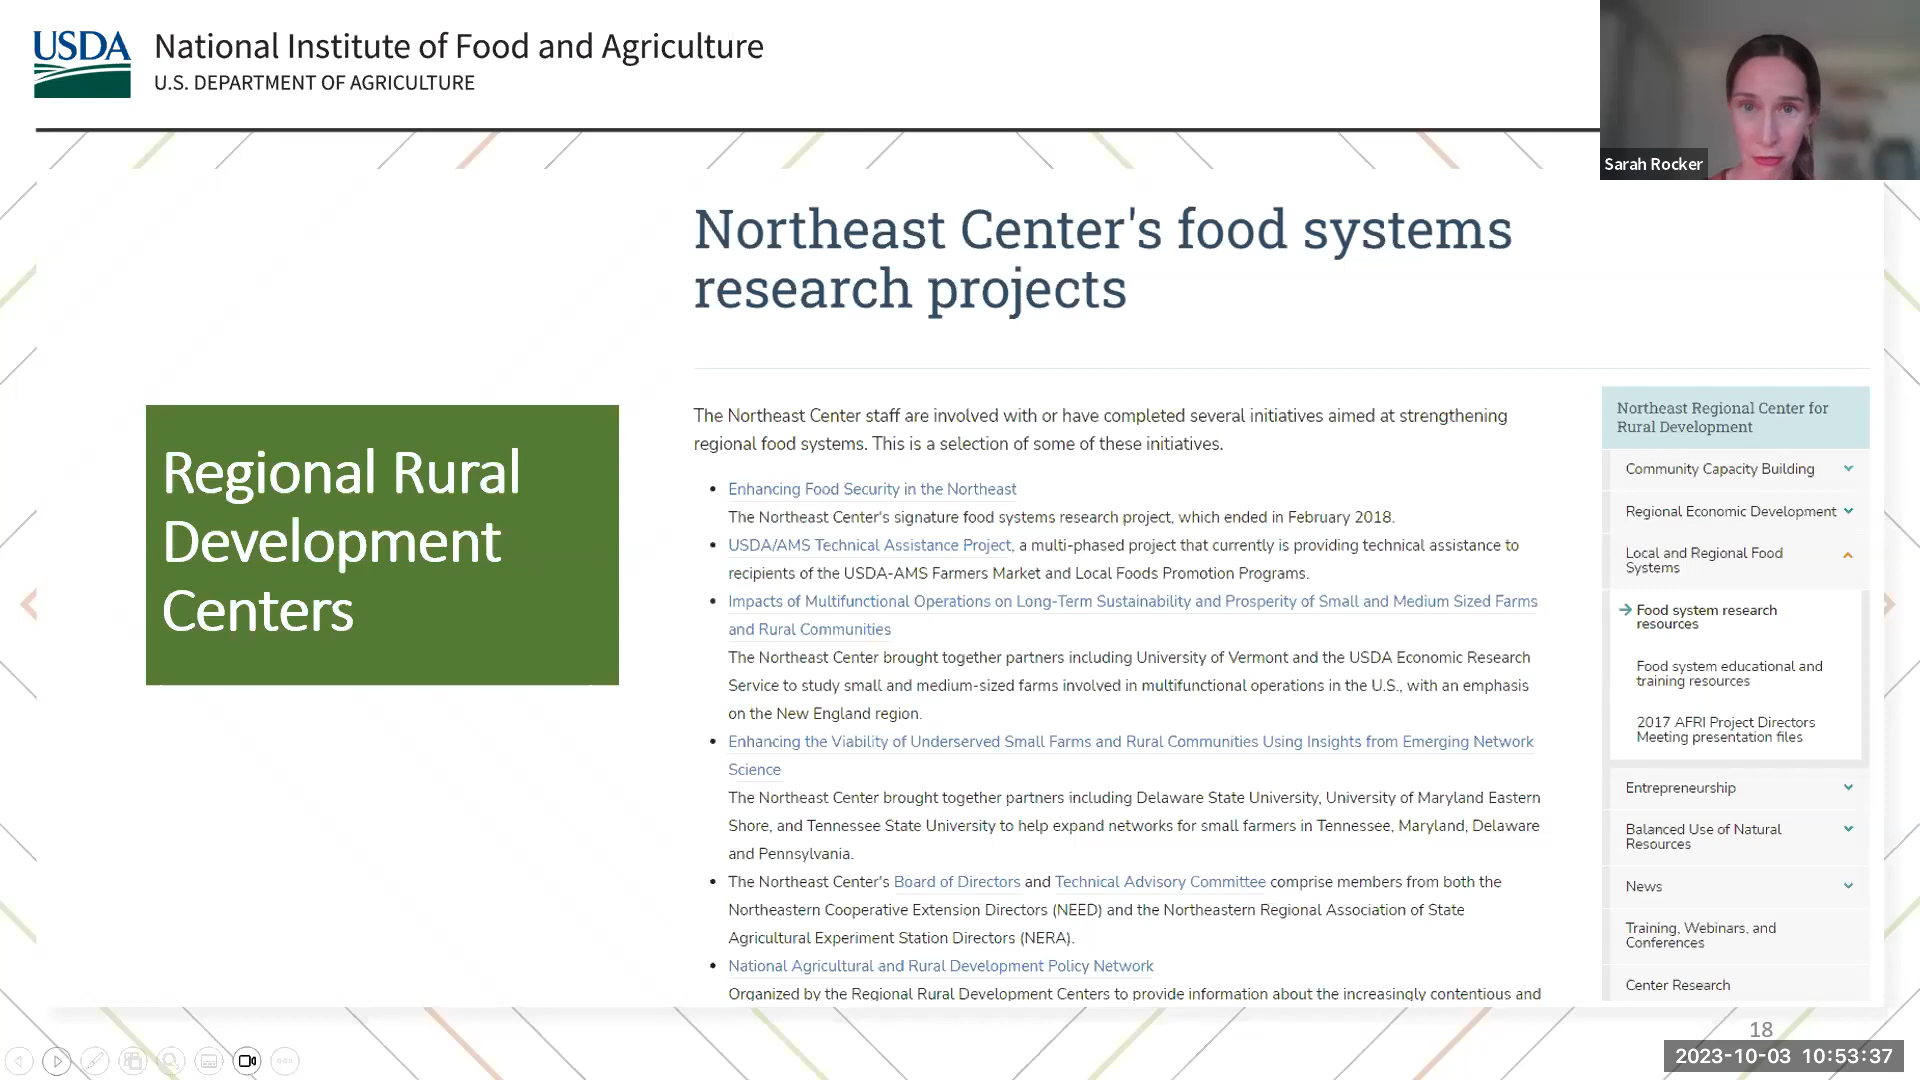 USDA
National Institute of Food and Agriculture
U.S. DEPARTMENT OF AGRICULTURE
Sarah Rocker
Regional Rural
Development
Centers
Northeast Center's food systems
research projects
The Northeast Center staff are involved with or have completed several initiatives aimed at strengthening
regional food systems. This is a selection of some of these initiatives.
• Enhancing Food Security in the Northeast
The Northeast Center's signature food systems research project, which ended in February 2018.
• USDA/AMS Technical Assistance Project, a multi-phased project that currently is providing technical assistance to
recipients of the USDA-AMS Farmers Market and Local Foods Promotion Programs.
• Impacts of Multifunctional Operations on Long-Term Sustainability and Prosperity of Small and Medium Sized Farms
and Rural Communities
The Northeast Center brought together partners including University of Vermont and the USDA Economic Research
Service to study small and medium-sized farms involved in multifunctional operations in the U.S., with an emphasis
on the New England region.
• Enhancing the Viability of Underserved Small Farms and Rural Communities Using Insights from Emerging Network
Science
The Northeast Center brought together partners including Delaware State University, University of Maryland Eastern
Shore, and Tennessee State University to help expand networks for small farmers in Tennessee, Maryland, Delaware
and Pennsylvania.
• The Northeast Center's Board of Directors and Technical Advisory Committee comprise members from both the
Northeastern Cooperative Extension Directors (NEED) and the Northeastern Regional Association of State
Agricultural Experiment Station Directors (NERA).
• National Agricultural and Rural Development Policy Network
Organized by the Regional Rural Development Centers to provide information about the increasingly contentious and
Northeast Regional Center for
Rural Development
Community Capacity Building
Regional Economic Development
Local and Regional Food
Systems
Food system research
resources
Food system educational and
training resources
2017 AFRI Project Directors
Meeting presentation files
Entrepreneurship
Balanced Use of Natural
Resources
News
Training, Webinars, and
Conferences
Center Research
18
2023-10-03 10:53:37